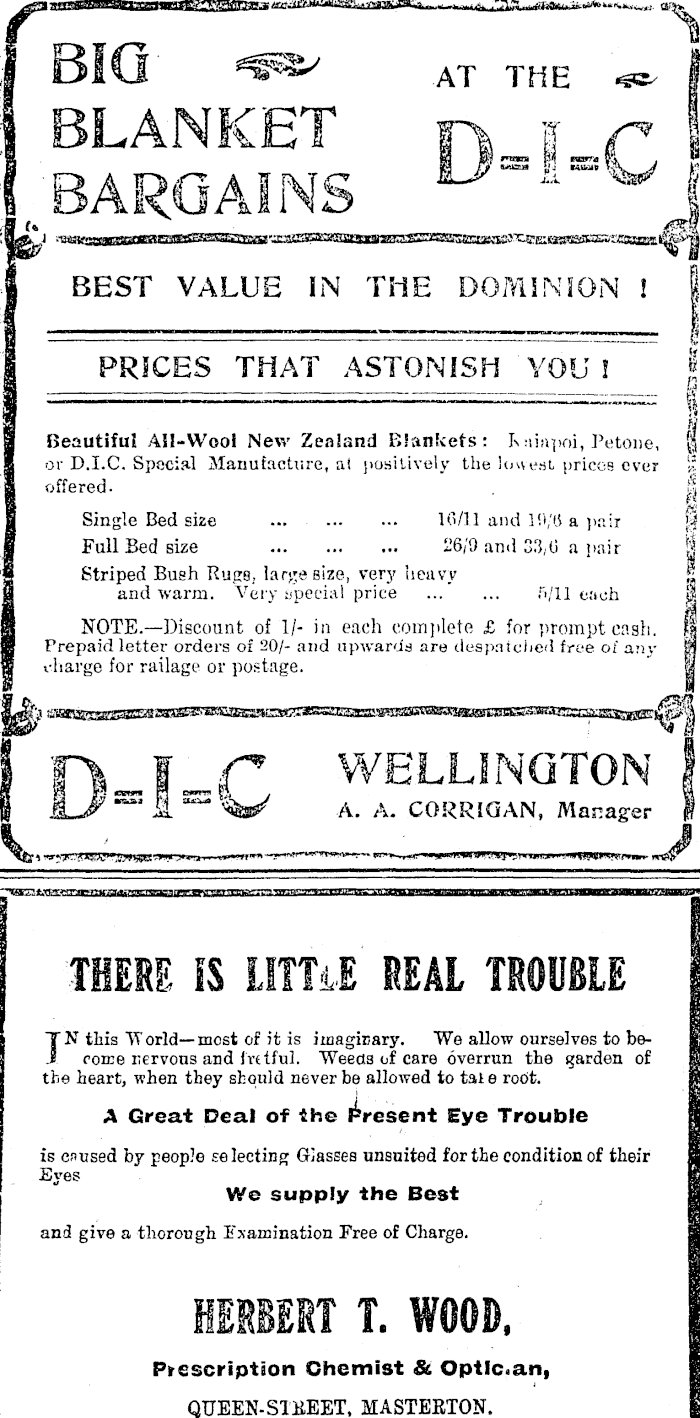 BIG
BLANKET
BARGAINS
AT THE
D=I=C
BEST VALUE IN THE DOMINION !
PRICES THAT ASTONISH YOU !
Beautiful All-Wool New Zealand Blankets: Kaiapoi, Petone,
or D.I.C. Special Manufacture, at positively the lowest prices ever
offered.
Single Bed size ... ... ... 16/11 and 19/6 a pair
Full Bed size ... ... ... 26/9 and 33/6 a pair
Striped Bush Rugs, large size, very heavy
and warm. Very special price ... ... 5/11 each
NOTE.—Discount of 1/- in each complete £ for prompt cash.
Prepaid letter orders of 20/- and upwards are despatched free of any
charge for railage or postage.
D=I=C
WELLINGTON
A. A. CORRIGAN, Manager
THERE IS LITTLE REAL TROUBLE
IN this World—most of it is imaginary. We allow ourselves to be-
come nervous and fretful. Weeds of care overrun the garden of
the heart, when they should never be allowed to take root.
A Great Deal of the Present Eye Trouble
is caused by people selecting Glasses unsuited for the condition of their
Eyes
We supply the Best
and give a thorough Examination Free of Charge.
HERBERT T. WOOD,
Prescription Chemist & Optician,
QUEEN-STREET, MASTERTON.